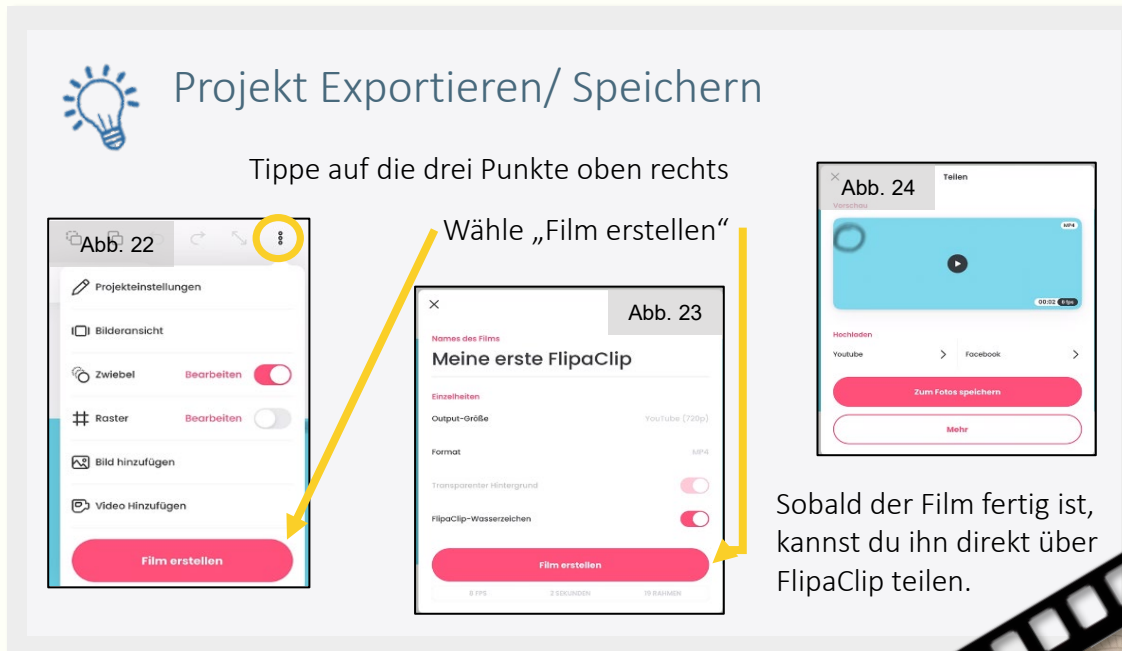 Projekt Exportieren/ Speichern
Tippe auf die drei Punkte oben rechts
Wähle „Film erstellen“
Abb. 22
Projekteinstellungen
Bilderansicht
Zwiebel Bearbeiten
Raster Bearbeiten
Bild hinzufügen
Video Hinzufügen
Film erstellen
Abb. 23
Names des Films
Meine erste FlipaClip
Einzelheiten
Output-Größe YouTube (720p)
Format MP4
Transparenter Hintergrund
FlipaClip-Wasserzeichen
Film erstellen
8 FPS 2 SEKUNDEN 19 RAHMEN
Abb. 24
Teilen
Vorschau
MP4
00:02 8 fps
Hochladen
Youtube Facebook
Zum Fotos speichern
Mehr
Sobald der Film fertig ist,
kannst du ihn direkt über
FlipaClip teilen.